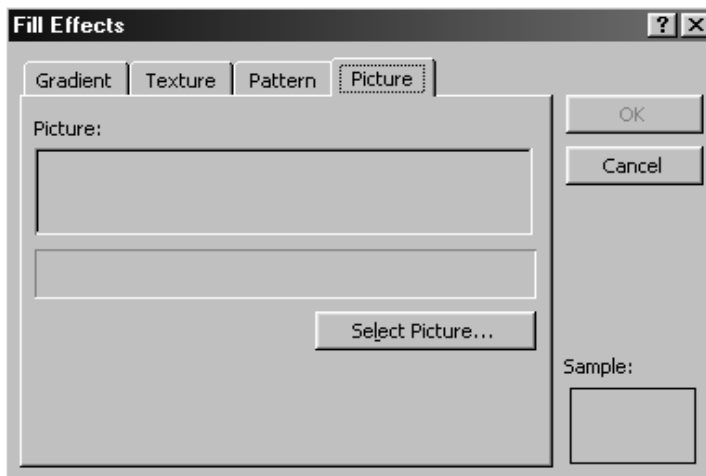 Fill Effects
Gradient Texture Pattern Picture
Picture:
OK
Cancel
Select Picture...
Sample: